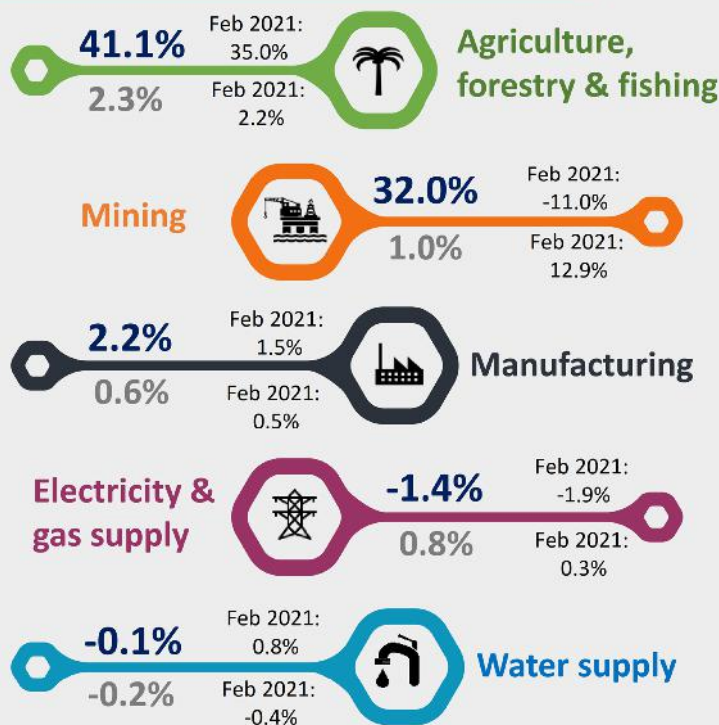 41.1%
Feb 2021:
35.0%
2.3%
Feb 2021:
2.2%
Agriculture,
forestry & fishing
Mining
32.0%
Feb 2021:
-11.0%
1.0%
Feb 2021:
12.9%
2.2%
Feb 2021:
1.5%
0.6%
Feb 2021:
0.5%
Manufacturing
Electricity &
gas supply
-1.4%
Feb 2021:
-1.9%
0.8%
Feb 2021:
0.3%
-0.1%
Feb 2021:
0.8%
-0.2%
Feb 2021:
-0.4%
Water supply